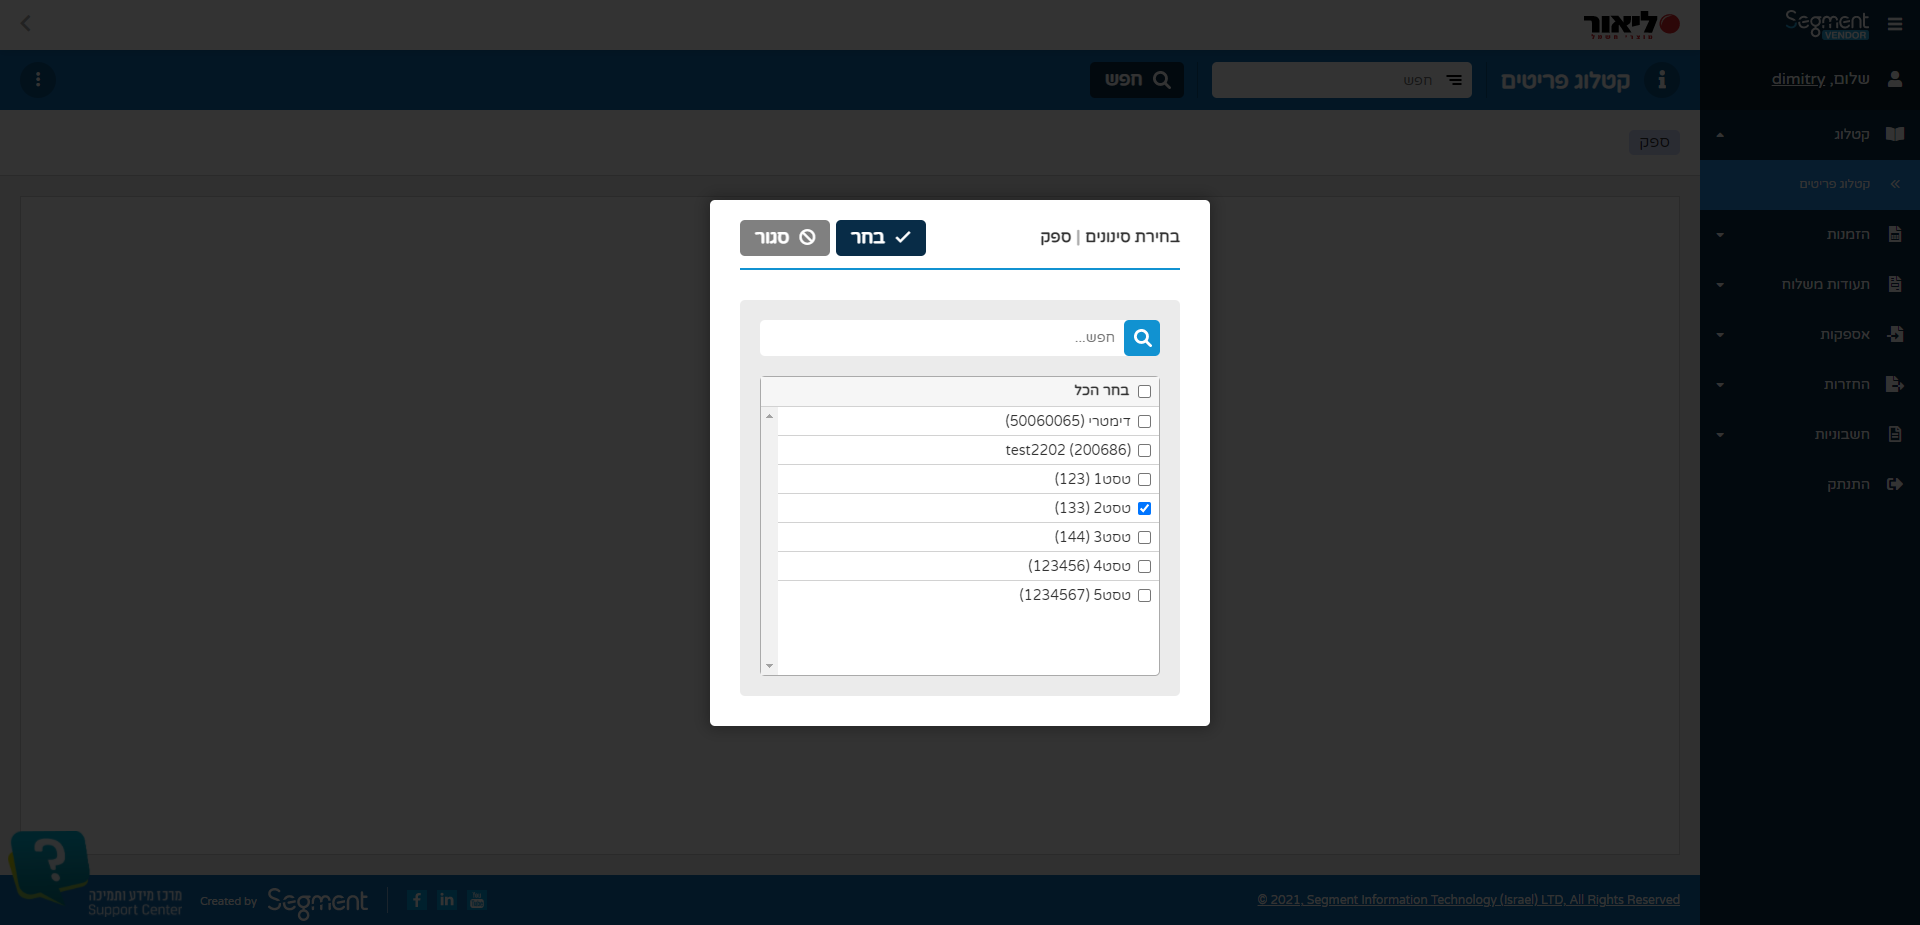 Segment
VENDOR
ליאור
מוצרי חשמל
שלום, dimitry
קטלוג פריטים
חפש
חפש
קטלוג
קטלוג פריטים
הזמנות
תעודות משלוח
אספקות
החזרות
חשבוניות
התנתק
ספק
בחירת סינונים | ספק
בחר
סגור
חפש...
בחר הכל
דימטרי (50060065)
test2202 (200686)
טסט1 (123)
טסט2 (133)
טסט3 (144)
טסט4 (123456)
טסט5 (1234567)
© 2021, Segment Information Technology (Israel) LTD, All Rights Reserved
Created by Segment
מרכז מידע ותמיכה
Support Center